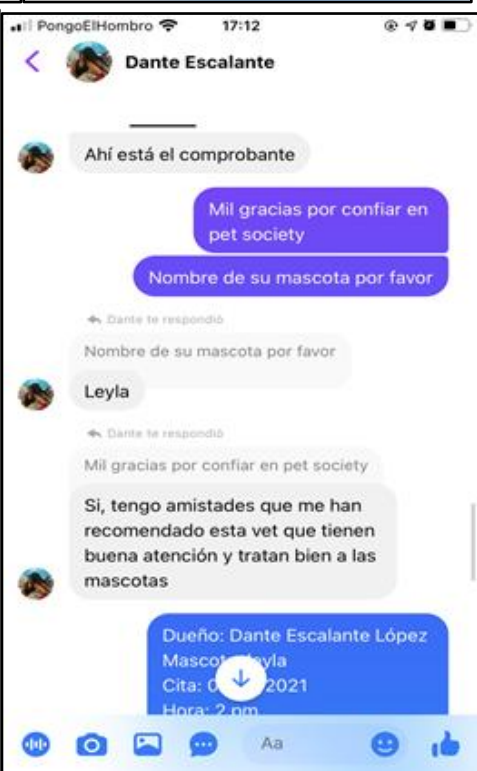 PongoElHombro 17:12
Dante Escalante
Ahí está el comprobante
Mil gracias por confiar en
pet society
Nombre de su mascota por favor
Dante te respondió
Nombre de su mascota por favor
Leyla
Dante te respondió
Mil gracias por confiar en pet society
Si, tengo amistades que me han
recomendado esta vet que tienen
buena atención y tratan bien a las
mascotas
Dueño: Dante Escalante López
Cita: 2021
Hora: 2 pm
Aa